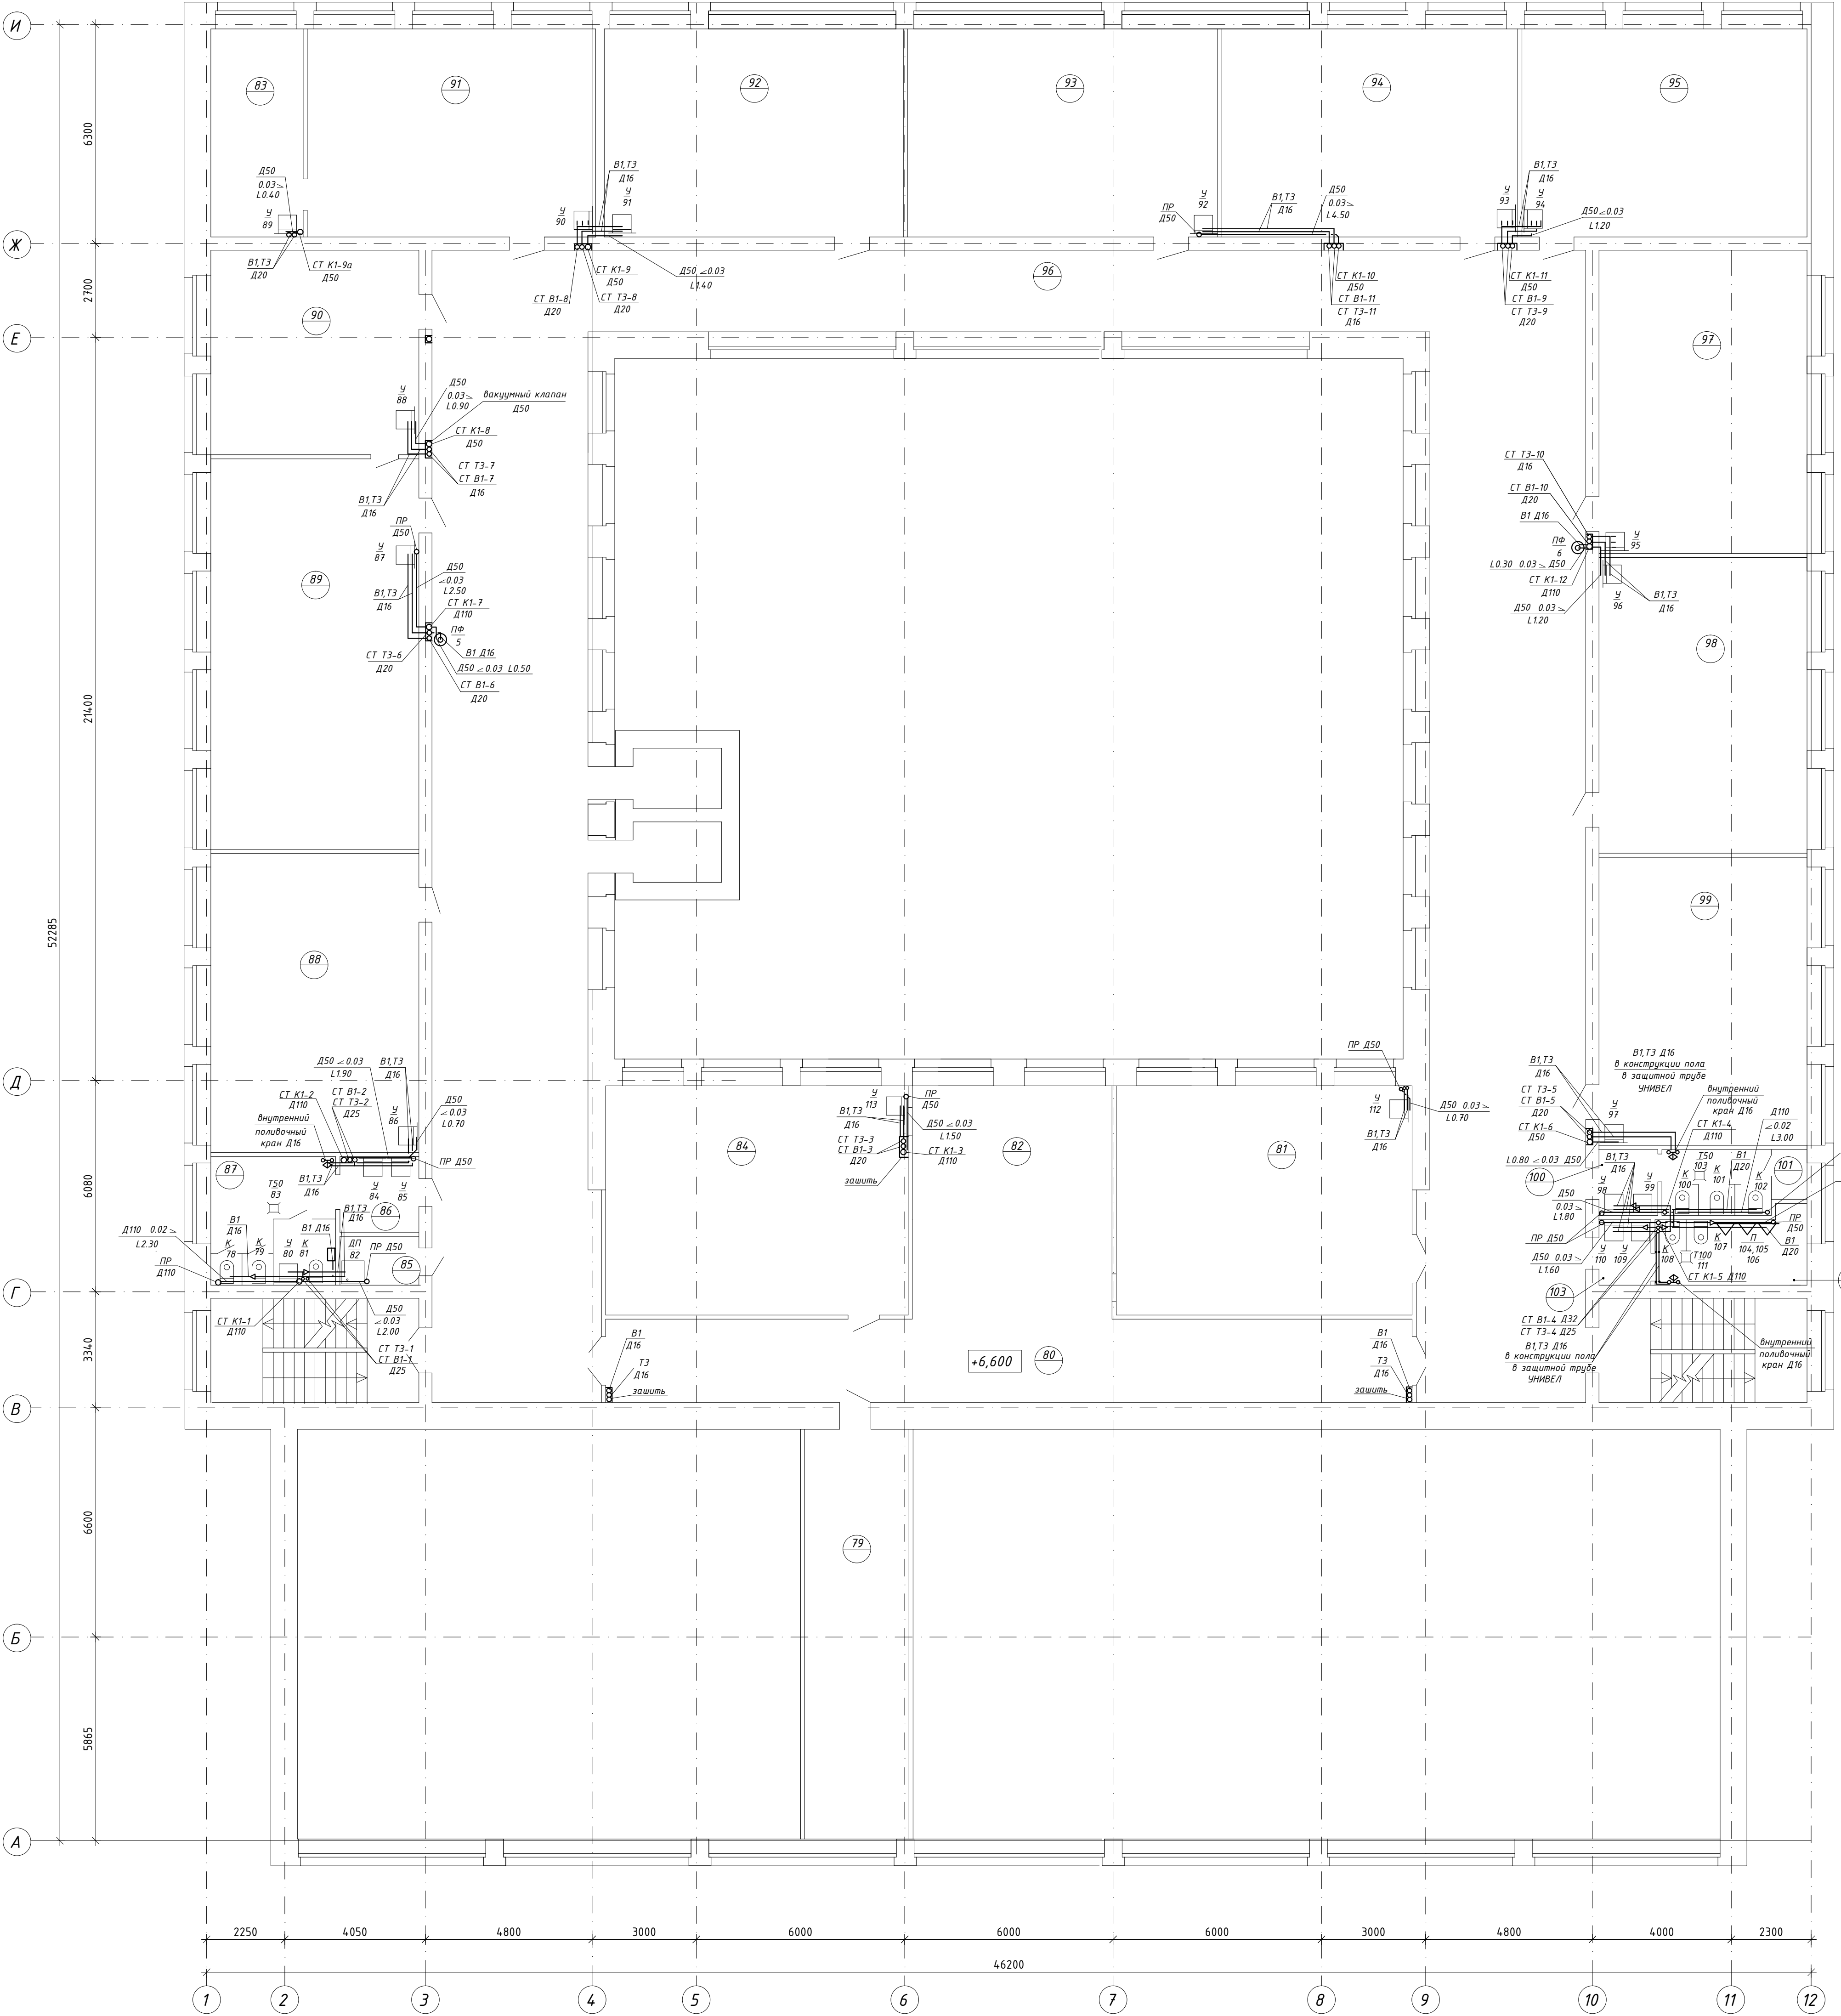 И
83
91
92
93
94
95
6300
Д50
0.03
L0.40
У
89
В1,Т3
Д20
СТ К1-9а
Д50
У
90
В1,Т3
Д16
У
91
СТ К1-9
Д50
Д50 0.03
L1.40
СТ В1-8
Д20
СТ Т3-8
Д20
ПР
Д50
У
92
В1,Т3
Д16
Д50
0.03
L4.50
СТ К1-10
Д50
СТ В1-11
СТ Т3-11
Д16
У
93
В1,Т3
Д16
У
94
Д50 0.03
L1.20
СТ К1-11
Д50
СТ В1-9
СТ Т3-9
Д20
Ж
2700
96
90
97
Е
У
88
Д50
0.03
L0.90
вакуумный клапан
Д50
СТ К1-8
Д50
СТ Т3-7
СТ В1-7
Д16
В1,Т3
Д16
ПР
Д50
У
87
89
Д50
0.03
L2.50
В1,Т3
Д16
СТ К1-7
Д110
ПФ
5
СТ Т3-6
Д20
В1 Д16
Д50 0.03 L0.50
СТ В1-6
Д20
СТ Т3-10
Д16
СТ В1-10
Д20
В1 Д16
ПФ
6
У
95
L0.30 0.03 Д50
СТ К1-12
Д110
Д50 0.03
L1.20
У
96
В1,Т3
Д16
98
21400
52285
99
88
Д
Д50 0.03
L1.90
В1,Т3
Д16
СТ К1-2
Д110
СТ В1-2
СТ Т3-2
Д25
внутренний
поливочный
кран Д16
У
86
Д50
0.03
L0.70
ПР Д50
87
Т50
83
В1,Т3
Д16
У
84
У
85
86
В1,Т3
Д16
Д110 0.02
L2.30
В1
Д16
В1 Д16
К
78
К
79
У
80
К
81
ДП
82
ПР Д50
85
ПР
Д110
СТ К1-1
Д110
Д50
0.03
L2.00
СТ Т3-1
СТ В1-1
Д25
6080
Г
84
У
113
ПР
Д50
В1,Т3
Д16
Д50 0.03
L1.50
СТ Т3-3
СТ В1-3
Д20
СТ К1-3
Д110
зашить
82
81
ПР Д50
У
112
Д50 0.03
L0.70
В1,Т3
Д16
В1,Т3
Д16
В1,Т3 Д16
в конструкции пола
в защитной трубе
УНИВЕЛ
СТ Т3-5
СТ В1-5
Д20
СТ К1-6
Д50
У
97
внутренний
поливочный
кран Д16
СТ К1-4
Д110
Д110
0.02
L3.00
L0.80 0.03 Д50
100
В1,Т3
Д16
У
98
У
99
К
100
Т50
103
К
101
В1
Д20
К
102
101
Д50
0.03
L1.80
ПР Д50
Д50 0.03
L1.60
У
110
У
109
К
108
Т100
111
К
107
П
104,105
106
ПР
Д50
В1
Д20
СТ К1-5 Д110
103
СТ В1-4 Д32
СТ Т3-4 Д25
В1,Т3 Д16
в конструкции пола
в защитной трубе
УНИВЕЛ
внутренний
поливочный
кран Д16
3340
В1
Д16
Т3
Д16
зашить
+6,600
80
В1
Д16
Т3
Д16
зашить
В
6600
79
Б
5865
А
2250
4050
4800
3000
6000
6000
6000
3000
4800
4000
2300
46200
1
2
3
4
5
6
7
8
9
10
11
12